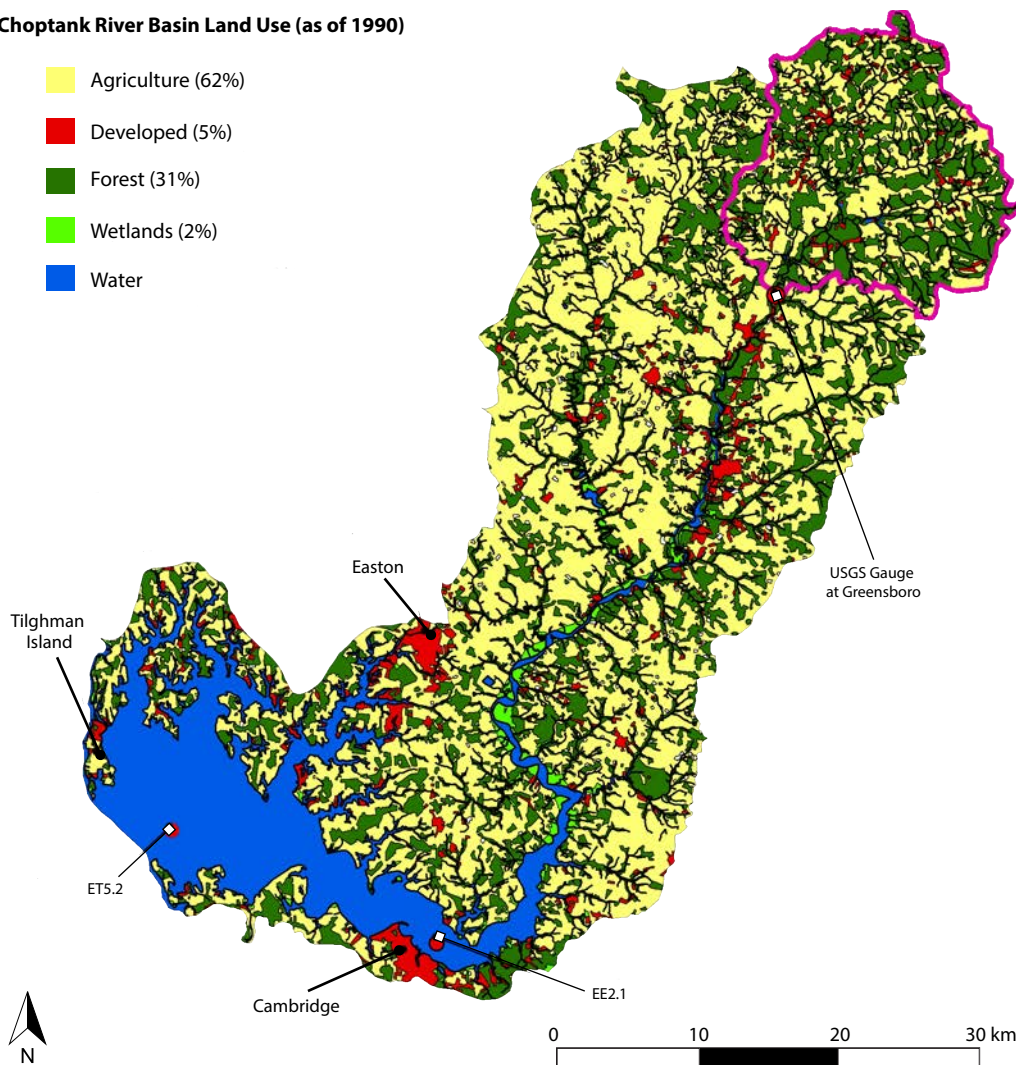 Choptank River Basin Land Use (as of 1990)
Agriculture (62%)
Developed (5%)
Forest (31%)
Wetlands (2%)
Water
Easton
Tilghman
Island
USGS Gauge
at Greensboro
ET5.2
Cambridge
EE2.1
N
0 10 20 30 km